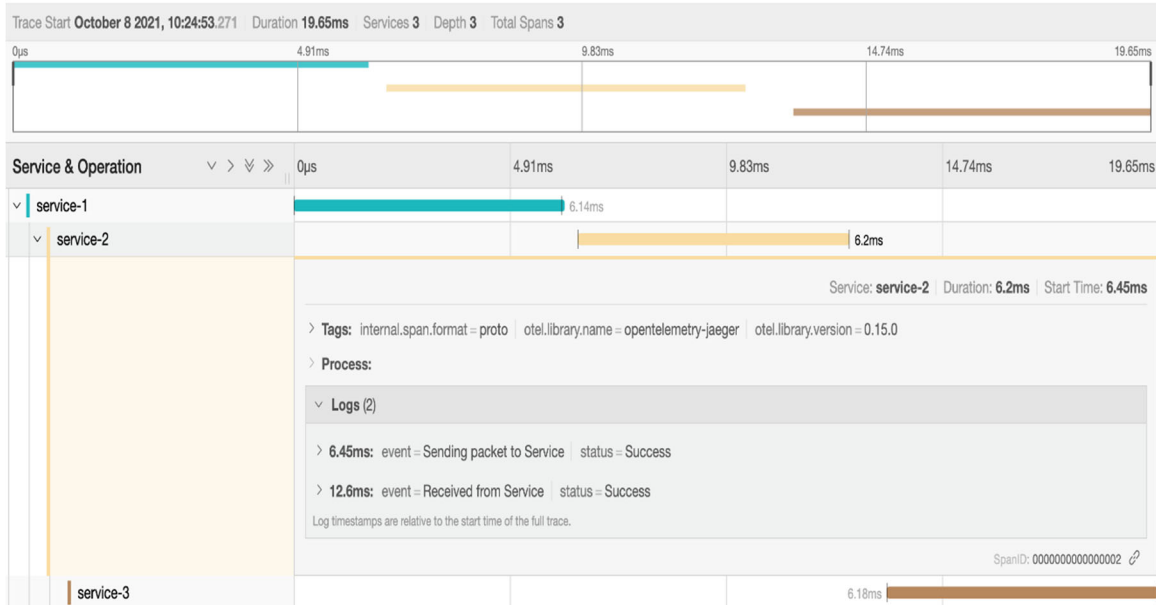 Trace Start October 8 2021, 10:24:53.271 Duration 19.65ms Services 3 Depth 3 Total Spans 3
0μs 4.91ms 9.83ms 14.74ms 19.65ms
Service & Operation 0μs 4.91ms 9.83ms 14.74ms 19.65ms
service-1 6.14ms
service-2 6.2ms
Service: service-2 Duration: 6.2ms Start Time: 6.45ms
Tags: internal.span.format = proto otel.library.name = opentelemetry-jaeger otel.library.version = 0.15.0
Process:
Logs (2)
6.45ms: event = Sending packet to Service status = Success
12.6ms: event = Received from Service status = Success
Log timestamps are relative to the start time of the full trace.
SpanID: 0000000000000002
service-3 6.18ms